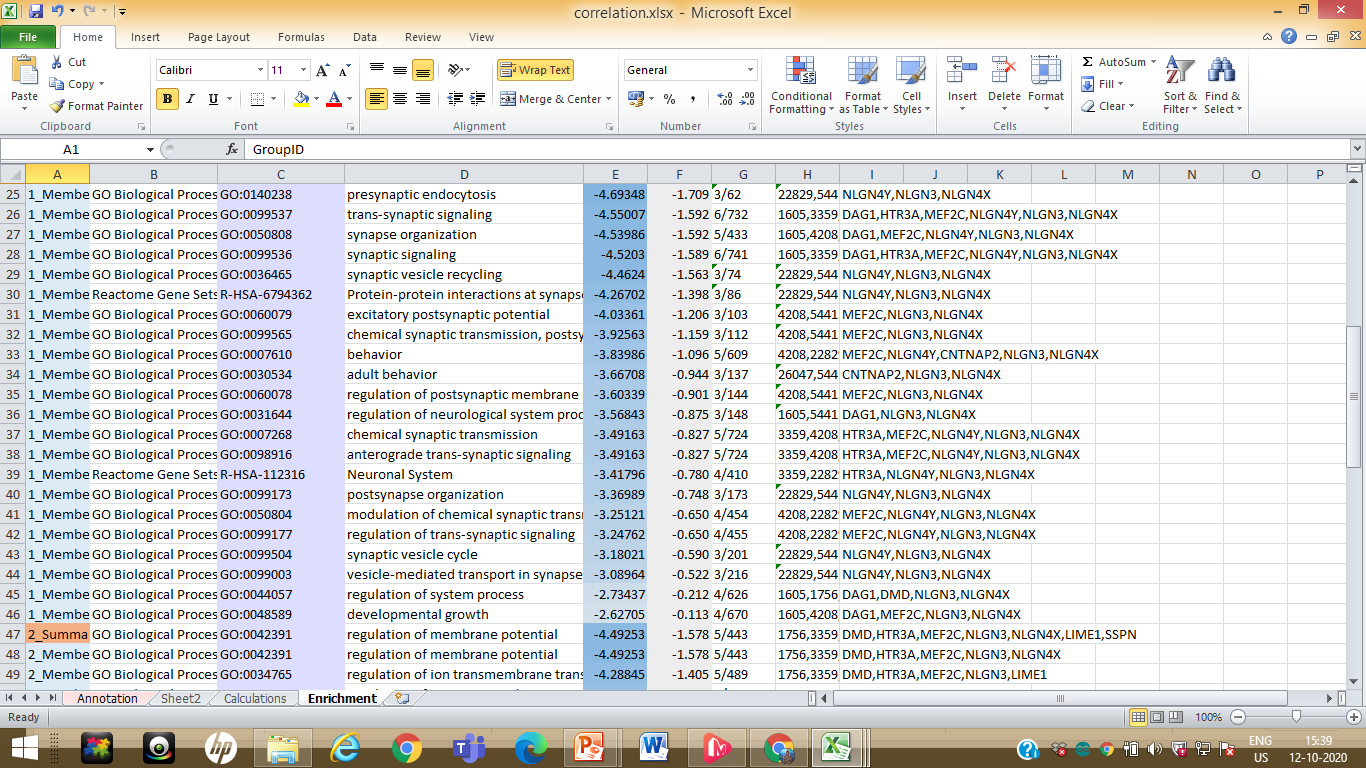 correlation.xlsx - Microsoft Excel
File Home Insert Page Layout Formulas Data Review View
Paste Cut Copy Format Painter Clipboard
Calibri 11 B I U Font
Wrap Text Merge & Center Alignment
General % , Number
Conditional Formatting Format as Table Cell Styles Styles
Insert Delete Format Cells
AutoSum Fill Clear Sort & Filter Find & Select Editing
A1 fx GroupID
A B C D E F G H I J K L M N O P
25 1_Membe GO Biological Proces GO:0140238 presynaptic endocytosis -4.69348 -1.709 3/62 22829,544 NLGN4Y,NLGN3,NLGN4X
26 1_Membe GO Biological Proces GO:0099537 trans-synaptic signaling -4.55007 -1.592 6/732 1605,3359 DAG1,HTR3A,MEF2C,NLGN4Y,NLGN3,NLGN4X
27 1_Membe GO Biological Proces GO:0050808 synapse organization -4.53986 -1.592 5/433 1605,4208 DAG1,MEF2C,NLGN4Y,NLGN3,NLGN4X
28 1_Membe GO Biological Proces GO:0099536 synaptic signaling -4.5203 -1.589 6/741 1605,3359 DAG1,HTR3A,MEF2C,NLGN4Y,NLGN3,NLGN4X
29 1_Membe GO Biological Proces GO:0036465 synaptic vesicle recycling -4.4624 -1.563 3/74 22829,544 NLGN4Y,NLGN3,NLGN4X
30 1_Membe Reactome Gene Sets R-HSA-6794362 Protein-protein interactions at synapse -4.26702 -1.398 3/86 22829,544 NLGN4Y,NLGN3,NLGN4X
31 1_Membe GO Biological Proces GO:0060079 excitatory postsynaptic potential -4.03361 -1.206 3/103 4208,5441 MEF2C,NLGN3,NLGN4X
32 1_Membe GO Biological Proces GO:0099565 chemical synaptic transmission, postsy -3.92563 -1.159 3/112 4208,5441 MEF2C,NLGN3,NLGN4X
33 1_Membe GO Biological Proces GO:0007610 behavior -3.83986 -1.096 5/609 4208,2282 MEF2C,NLGN4Y,CNTNAP2,NLGN3,NLGN4X
34 1_Membe GO Biological Proces GO:0030534 adult behavior -3.66708 -0.944 3/137 26047,544 CNTNAP2,NLGN3,NLGN4X
35 1_Membe GO Biological Proces GO:0060078 regulation of postsynaptic membrane -3.60339 -0.901 3/144 4208,5441 MEF2C,NLGN3,NLGN4X
36 1_Membe GO Biological Proces GO:0031644 regulation of neurological system proc -3.56843 -0.875 3/148 1605,5441 DAG1,NLGN3,NLGN4X
37 1_Membe GO Biological Proces GO:0007268 chemical synaptic transmission -3.49163 -0.827 5/724 3359,4208 HTR3A,MEF2C,NLGN4Y,NLGN3,NLGN4X
38 1_Membe GO Biological Proces GO:0098916 anterograde trans-synaptic signaling -3.49163 -0.827 5/724 3359,4208 HTR3A,MEF2C,NLGN4Y,NLGN3,NLGN4X
39 1_Membe Reactome Gene Sets R-HSA-112316 Neuronal System -3.41796 -0.780 4/410 3359,2282 HTR3A,NLGN4Y,NLGN3,NLGN4X
40 1_Membe GO Biological Proces GO:0099173 postsynapse organization -3.36989 -0.748 3/173 22829,544 NLGN4Y,NLGN3,NLGN4X
41 1_Membe GO Biological Proces GO:0050804 modulation of chemical synaptic trans -3.25121 -0.650 4/454 4208,2282 MEF2C,NLGN4Y,NLGN3,NLGN4X
42 1_Membe GO Biological Proces GO:0099177 regulation of trans-synaptic signaling -3.24762 -0.650 4/455 4208,2282 MEF2C,NLGN4Y,NLGN3,NLGN4X
43 1_Membe GO Biological Proces GO:0099504 synaptic vesicle cycle -3.18021 -0.590 3/201 22829,544 NLGN4Y,NLGN3,NLGN4X
44 1_Membe GO Biological Proces GO:0099003 vesicle-mediated transport in synapse -3.08964 -0.522 3/216 22829,544 NLGN4Y,NLGN3,NLGN4X
45 1_Membe GO Biological Proces GO:0044057 regulation of system process -2.73437 -0.212 4/626 1605,1756 DAG1,DMD,NLGN3,NLGN4X
46 1_Membe GO Biological Proces GO:0048589 developmental growth -2.62705 -0.113 4/670 1605,4208 DAG1,MEF2C,NLGN3,NLGN4X
47 2_Summa GO Biological Proces GO:0042391 regulation of membrane potential -4.49253 -1.578 5/443 1756,3359 DMD,HTR3A,MEF2C,NLGN3,NLGN4X,LIME1,SSPN
48 2_Membe GO Biological Proces GO:0042391 regulation of membrane potential -4.49253 -1.578 5/443 1756,3359 DMD,HTR3A,MEF2C,NLGN3,NLGN4X
49 2_Membe GO Biological Proces GO:0034765 regulation of ion transmembrane trans -4.28845 -1.405 5/489 1756,3359 DMD,HTR3A,MEF2C,NLGN3,LIME1
Annotation Sheet2 Calculations Enrichment
Ready 100%
ENG 15:39
US 12-10-2020